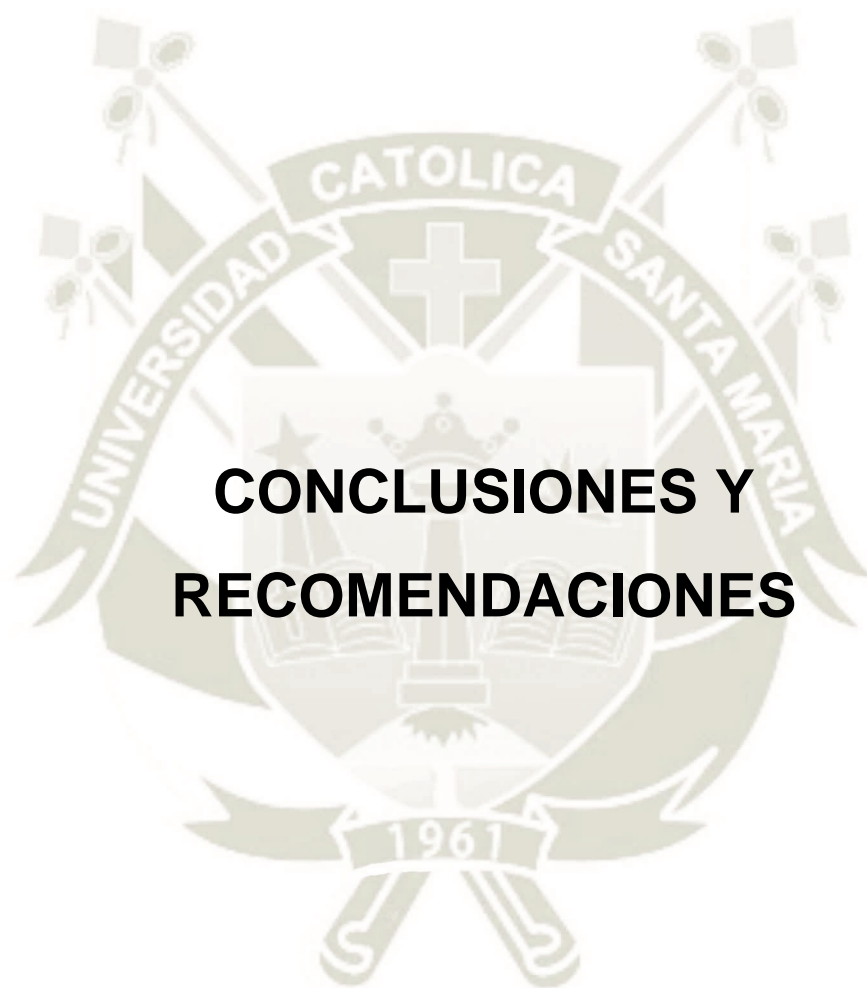 CATOLICA
UNIVERSIDAD
SANTA MARIA
CONCLUSIONES Y
RECOMENDACIONES
1961